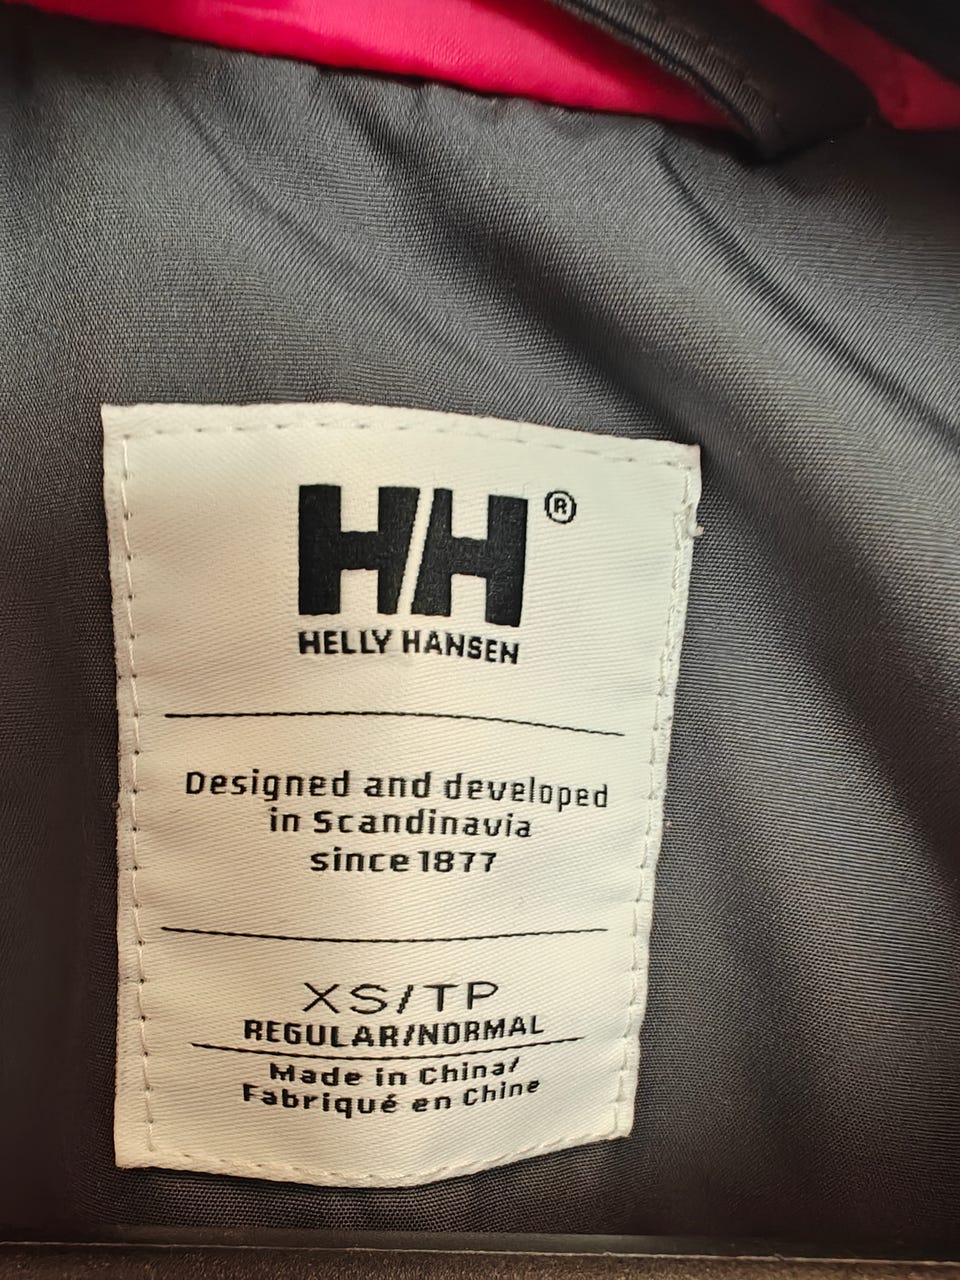 HH®
HELLY HANSEN
Designed and developed
in Scandinavia
since 1877
XS/TP
REGULAR/NORMAL
Made in China/
Fabriqué en Chine